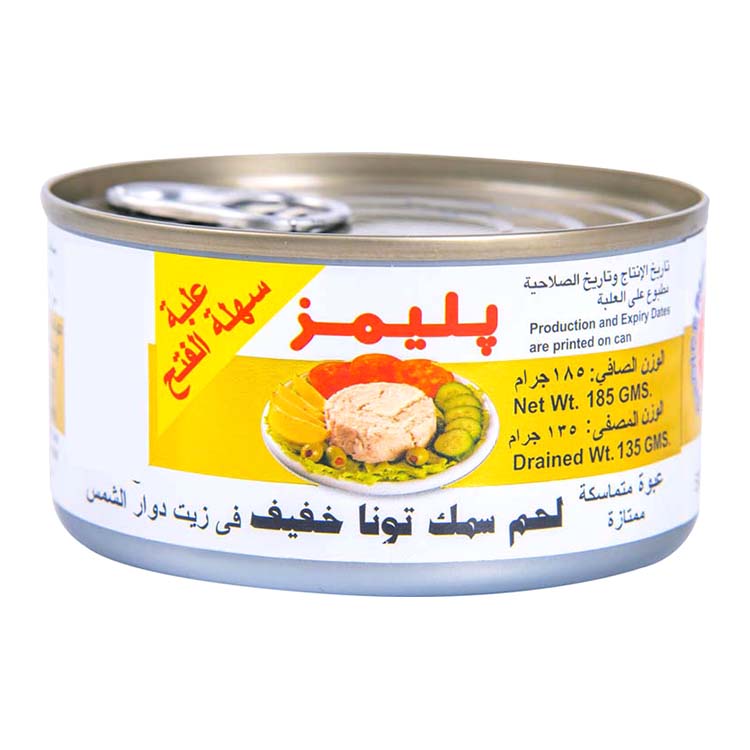 علبة
سهلة الفتح
پليمز
تاريخ الإنتاج وتاريخ الصلاحية
مطبوع على العلبة
Production and Expiry Dates
are printed on can
الوزن الصافي: ١٨٥ جرام
Net Wt. 185 GMS.
الوزن المصفى: ١٣٥ جرام
Drained Wt. 135 GMS.
عبوة متماسكة
ممتازة
لحم سمك تونا خفيف في زيت دوار الشمس